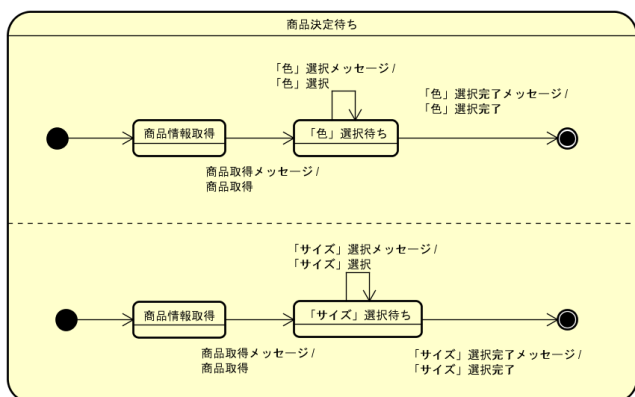 商品決定待ち
「色」選択メッセージ /
「色」選択
「色」選択完了メッセージ /
「色」選択完了
商品情報取得
「色」選択待ち
商品取得メッセージ /
商品取得
「サイズ」選択メッセージ /
「サイズ」選択
商品情報取得
「サイズ」選択待ち
商品取得メッセージ /
商品取得
「サイズ」選択完了メッセージ /
「サイズ」選択完了